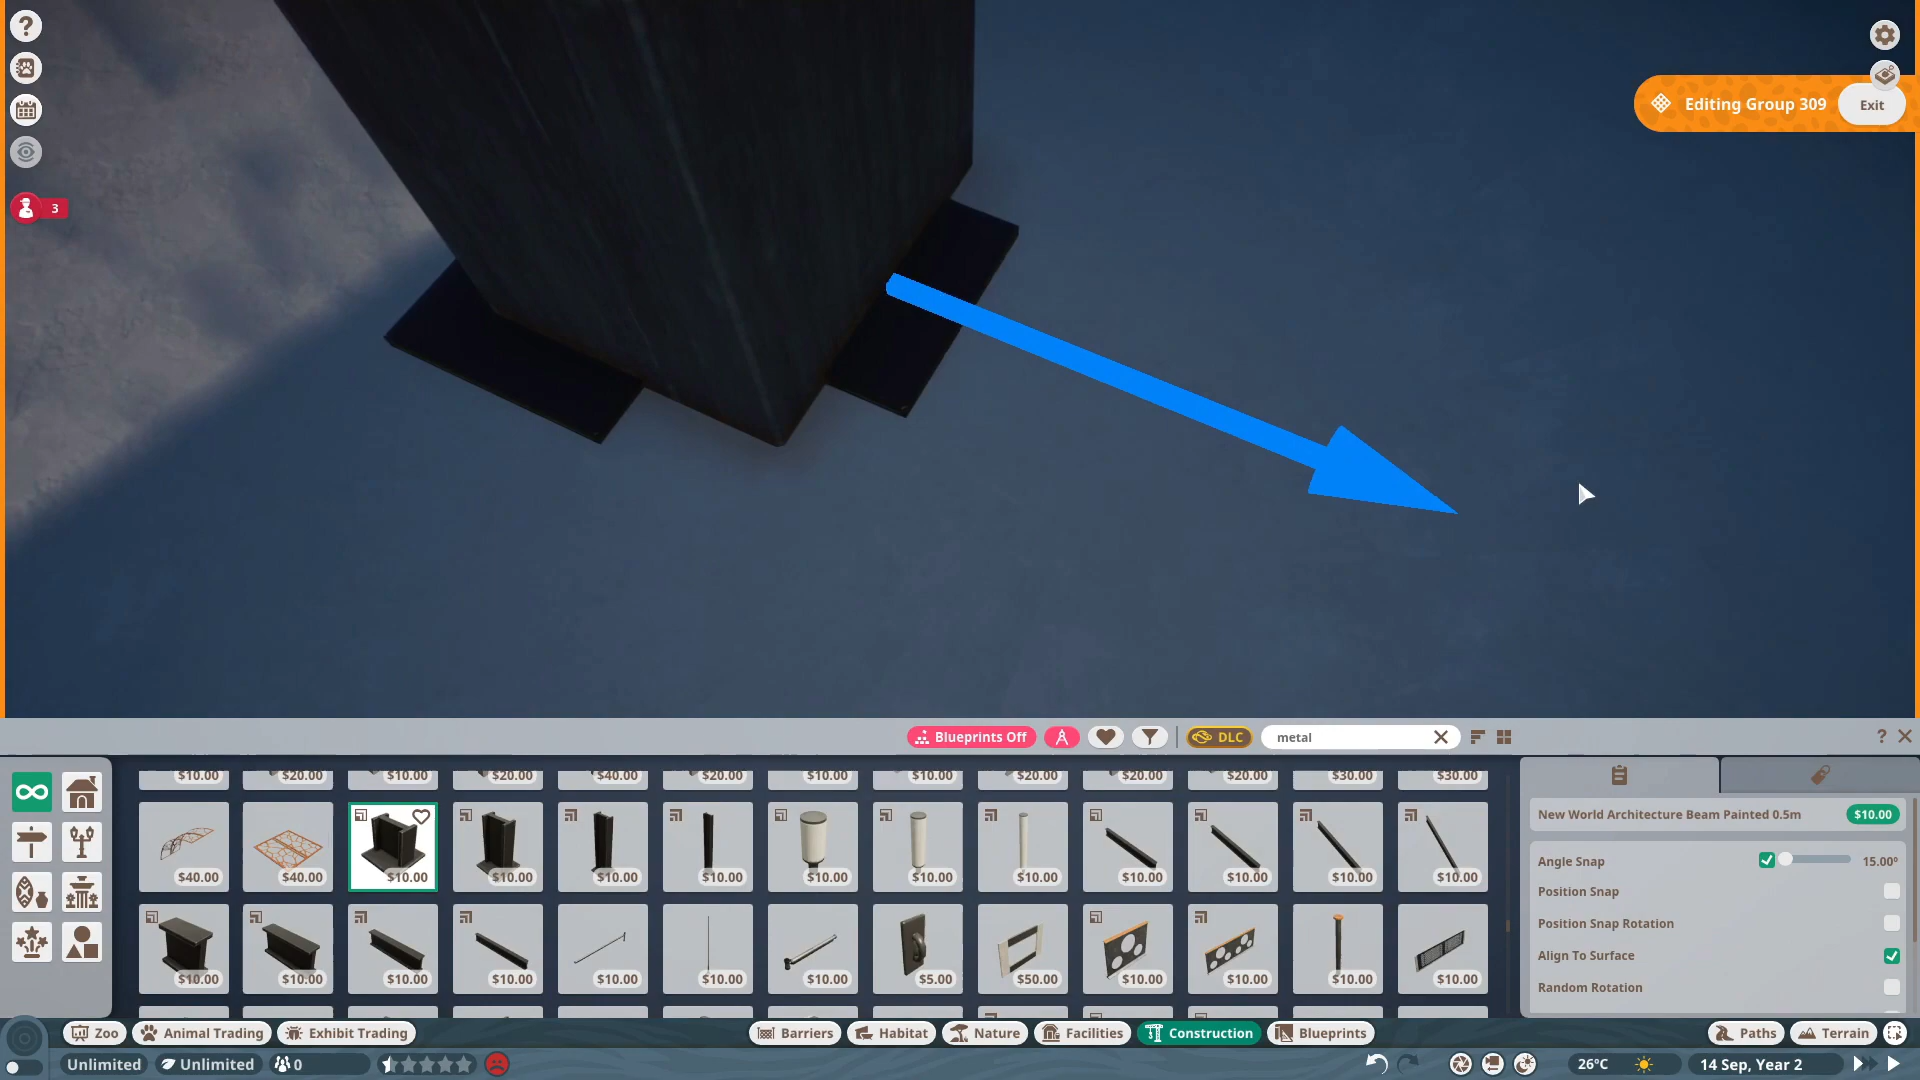 ?
Editing Group 309
Exit
3
Blueprints Off
DLC
metal
?
$10.00 $20.00 $10.00 $20.00 $40.00 $20.00 $10.00 $10.00 $20.00 $20.00 $20.00 $30.00 $30.00
$40.00 $40.00 $10.00 $10.00 $10.00 $10.00 $10.00 $10.00 $10.00 $10.00 $10.00 $10.00 $10.00
$10.00 $10.00 $10.00 $10.00 $10.00 $10.00 $10.00 $5.00 $50.00 $10.00 $10.00 $10.00 $10.00
New World Architecture Beam Painted 0.5m $10.00
Angle Snap 15.00°
Position Snap
Position Snap Rotation
Align To Surface
Random Rotation
Zoo Animal Trading Exhibit Trading Barriers Habitat Nature Facilities Construction Blueprints Paths Terrain
Unlimited Unlimited 0 26°C 14 Sep, Year 2